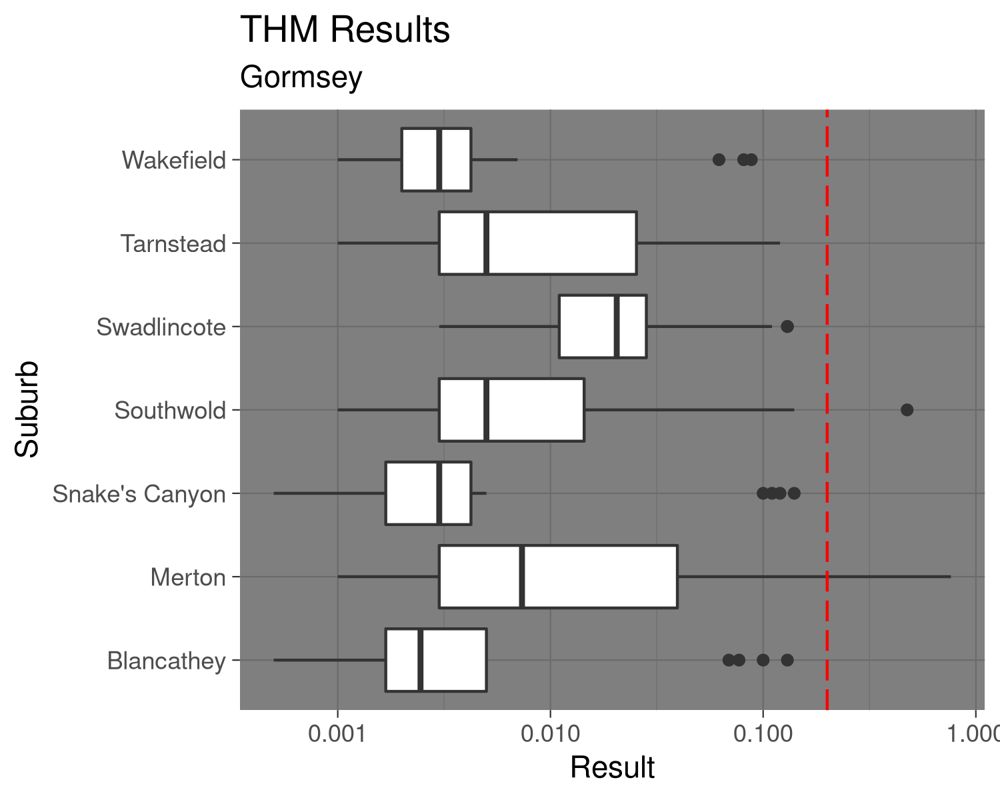 THM Results
Gormsey
Wakefield
Tarnstead
Swadlincote
Southwold
Snake's Canyon
Merton
Blancathey
Suburb
0.001 0.010 0.100 1.000
Result